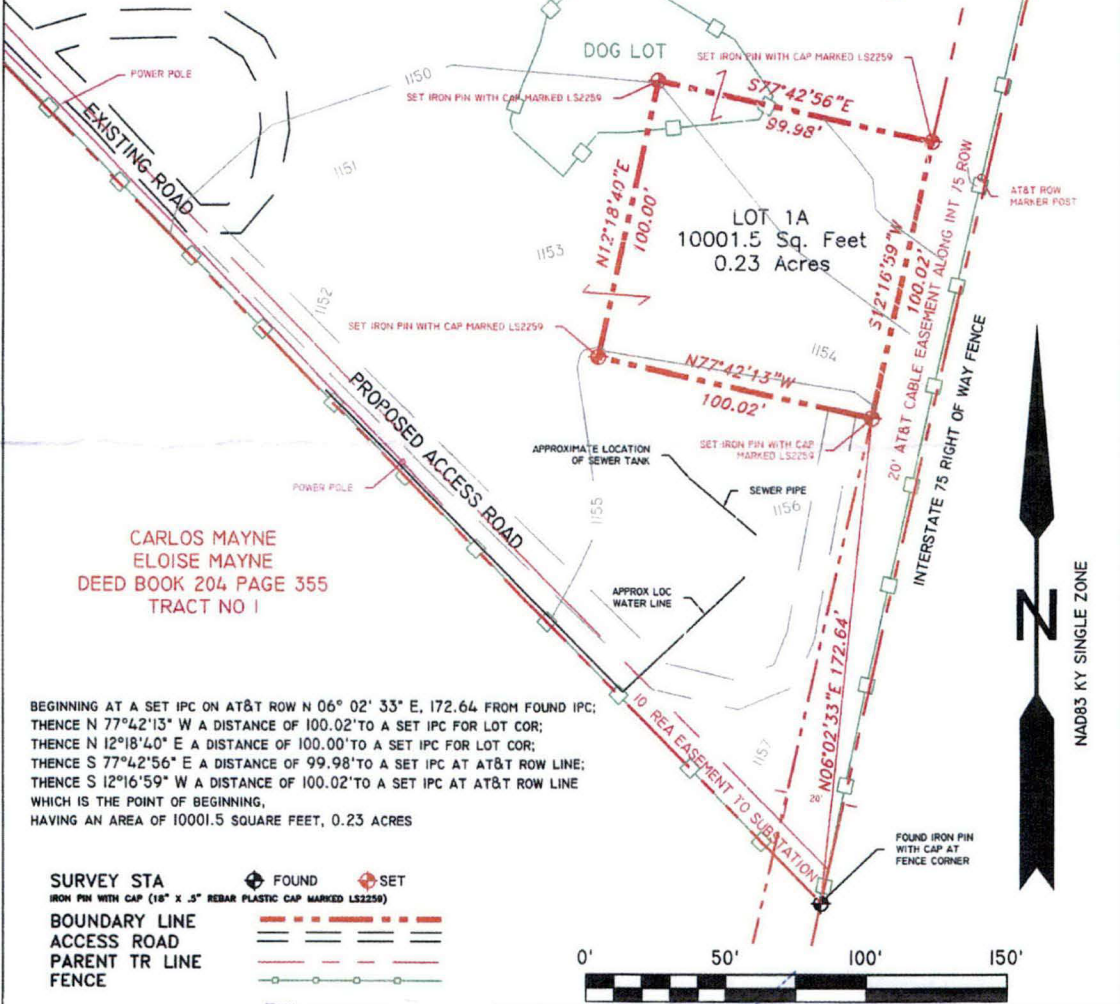 DOG LOT
SET IRON PIN WITH CAP MARKED LS2259
POWER POLE
1150
SET IRON PIN WITH CAP MARKED LS2259
S77°42'56"E
99.98'
EXISTING ROAD
1151
N12°18'40"E
100.00'
LOT 1A
10001.5 Sq. Feet
0.23 Acres
AT&T ROW
MARKER POST
1153
S12°16'59"W
100.02'
20' AT&T CABLE EASEMENT ALONG INT 75 ROW
1152
SET IRON PIN WITH CAP MARKED LS2259
1154
N77°42'13"W
100.02'
INTERSTATE 75 RIGHT OF WAY FENCE
PROPOSED ACCESS ROAD
APPROXIMATE LOCATION
OF SEWER TANK
SET IRON PIN WITH CAP
MARKED LS2259
POWER POLE
SEWER PIPE
1155
1156
CARLOS MAYNE
ELOISE MAYNE
DEED BOOK 204 PAGE 355
TRACT NO 1
APPROX LOC
WATER LINE
N
NAD83 KY SINGLE ZONE
N06°02'33"E 172.64'
BEGINNING AT A SET IPC ON AT&T ROW N 06° 02' 33" E, 172.64 FROM FOUND IPC;
THENCE N 77°42'13" W A DISTANCE OF 100.02'TO A SET IPC FOR LOT COR;
THENCE N 12°18'40" E A DISTANCE OF 100.00'TO A SET IPC FOR LOT COR;
THENCE S 77°42'56" E A DISTANCE OF 99.98'TO A SET IPC AT AT&T ROW LINE;
THENCE S 12°16'59" W A DISTANCE OF 100.02'TO A SET IPC AT AT&T ROW LINE
WHICH IS THE POINT OF BEGINNING,
HAVING AN AREA OF 10001.5 SQUARE FEET, 0.23 ACRES
10 REA EASEMENT TO SUBSTATION
1157
20'
FOUND IRON PIN
WITH CAP AT
FENCE CORNER
SURVEY STA FOUND SET
IRON PIN WITH CAP (18" X .5" REBAR PLASTIC CAP MARKED LS2259)
BOUNDARY LINE
ACCESS ROAD
PARENT TR LINE
FENCE
0' 50' 100' 150'